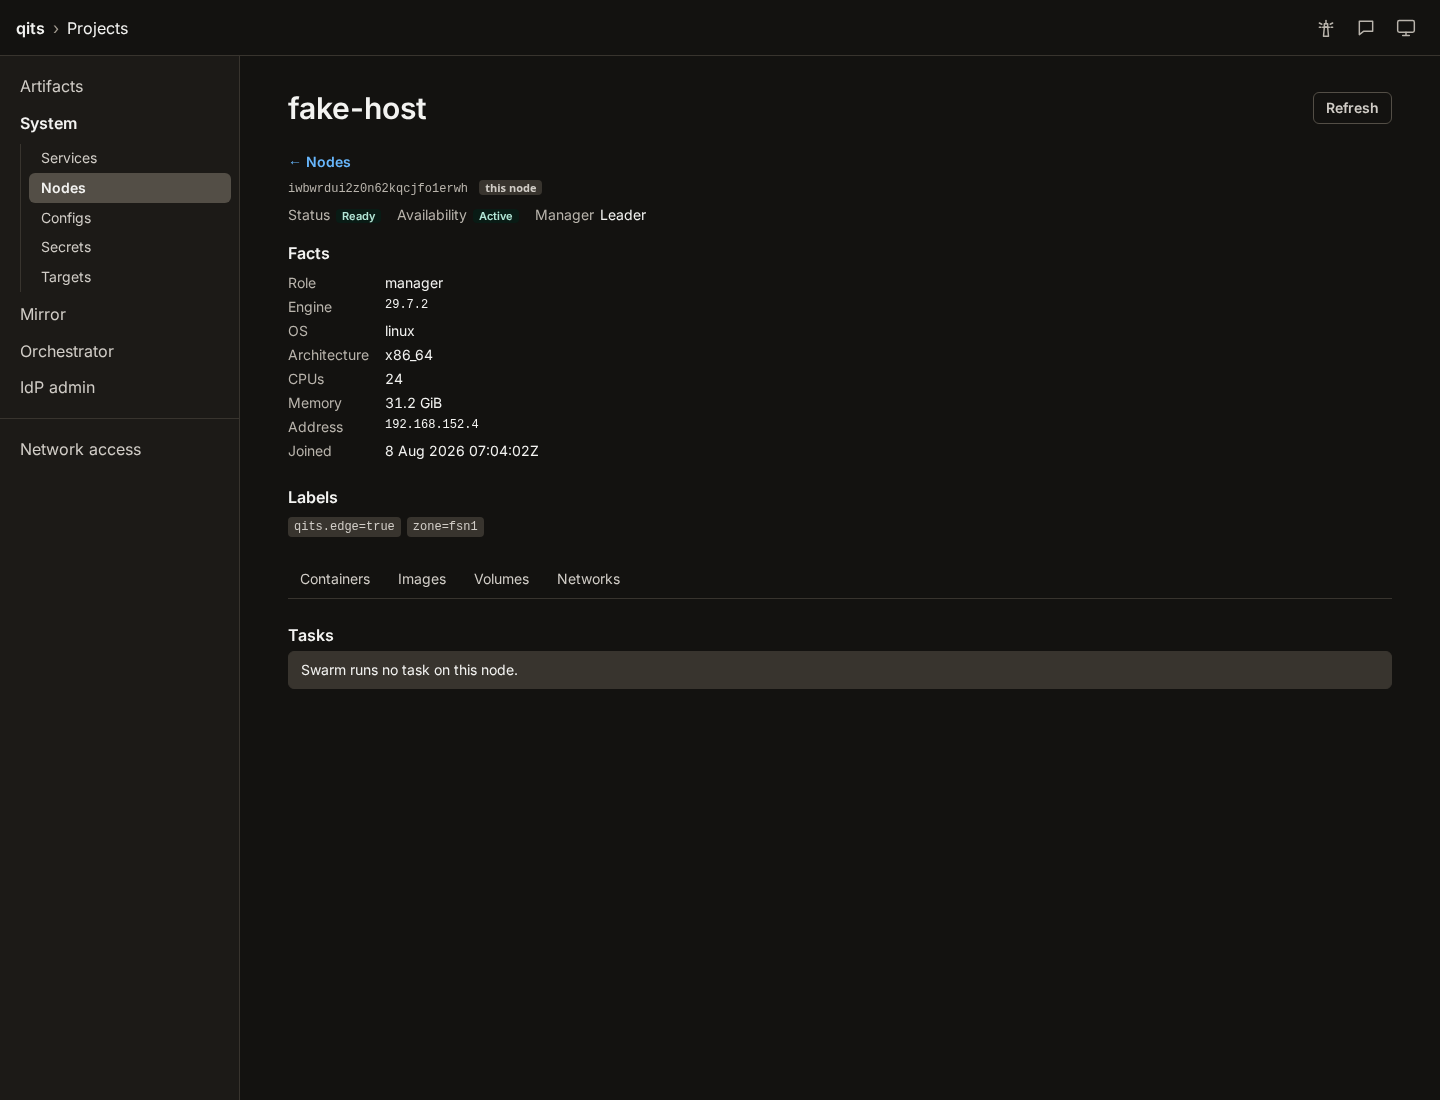 qits › Projects
Artifacts
System
Services
Nodes
Configs
Secrets
Targets
Mirror
Orchestrator
IdP admin
Network access
fake-host
Refresh
← Nodes
iwbwrdui2z0n62kqcjfo1erwh this node
Status Ready Availability Active Manager Leader
Facts
Role manager
Engine 29.7.2
OS linux
Architecture x86_64
CPUs 24
Memory 31.2 GiB
Address 192.168.152.4
Joined 8 Aug 2026 07:04:02Z
Labels
qits.edge=true zone=fsn1
Containers Images Volumes Networks
Tasks
Swarm runs no task on this node.